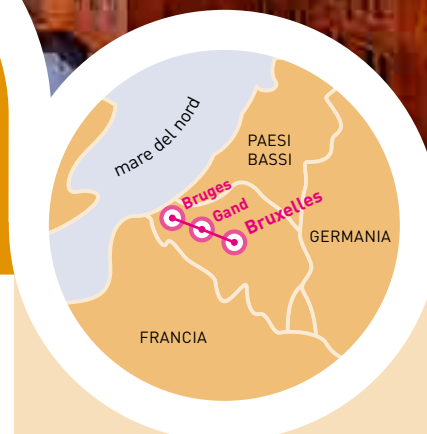 mare del nord
PAESI
BASSI
Bruges
Gand
Bruxelles
GERMANIA
FRANCIA